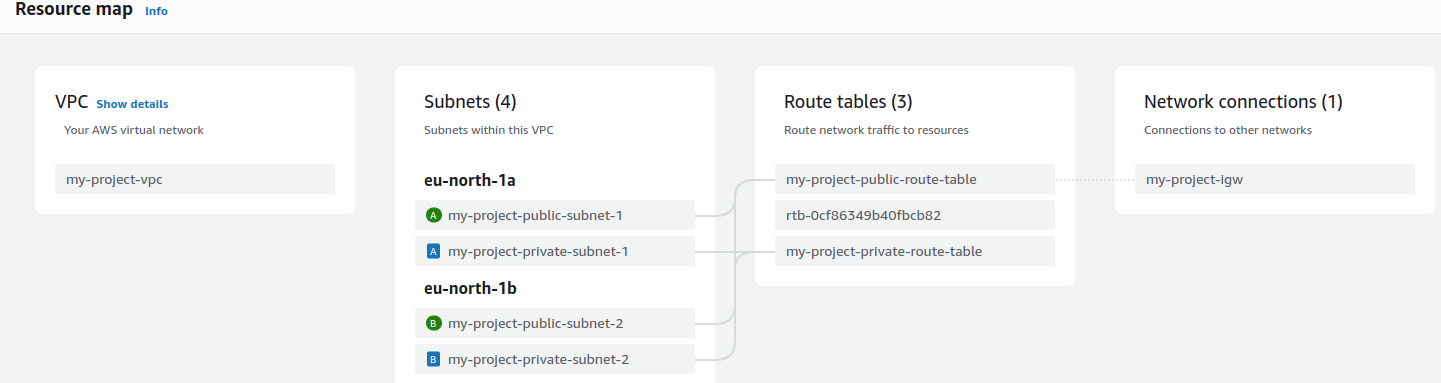 Resource map Info
VPC Show details
Your AWS virtual network
my-project-vpc
Subnets (4)
Subnets within this VPC
eu-north-1a
A my-project-public-subnet-1
A my-project-private-subnet-1
eu-north-1b
B my-project-public-subnet-2
B my-project-private-subnet-2
Route tables (3)
Route network traffic to resources
my-project-public-route-table
rtb-0cf86349b40fbcb82
my-project-private-route-table
Network connections (1)
Connections to other networks
my-project-igw